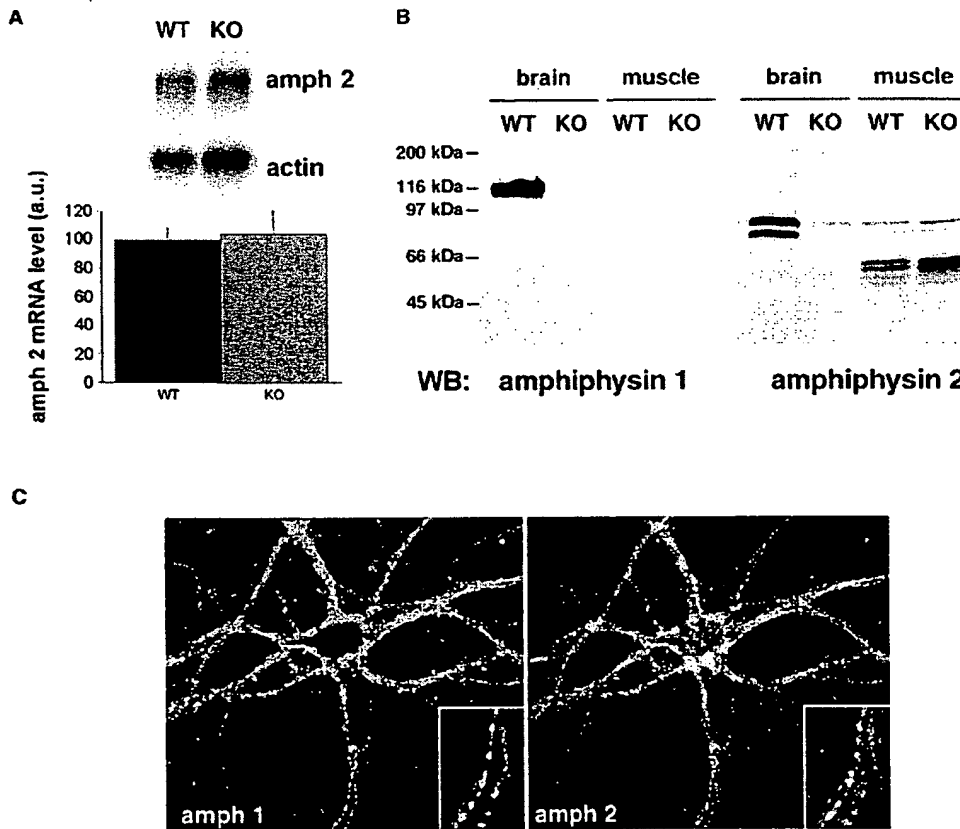 A
WT KO
amph 2
actin
amph 2 mRNA level (a.u.)
120
100
80
60
40
20
0
WT KO
B
brain muscle brain muscle
WT KO WT KO WT KO WT KO
200 kDa
116 kDa
97 kDa
66 kDa
45 kDa
WB: amphiphysin 1 amphiphysin 2
C
amph 1
amph 2